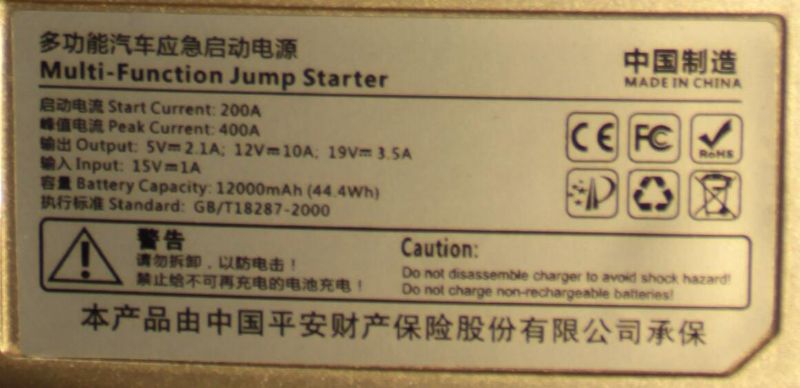 多功能汽车应急启动电源
Multi-Function Jump Starter
中国制造
MADE IN CHINA
启动电流 Start Current: 200A
峰值电流 Peak Current: 400A
输出 Output: 5V⎓2.1A; 12V⎓10A; 19V⎓3.5A
输入 Input: 15V⎓1A
容量 Battery Capacity: 12000mAh (44.4Wh)
执行标准 Standard: GB/T18287-2000
CE FC RoHS
警告
请勿拆卸，以防电击！
禁止给不可再充电的电池充电！
Caution:
Do not disassemble charger to avoid shock hazard!
Do not charge non-rechargeable batteries!
本产品由中国平安财产保险股份有限公司承保